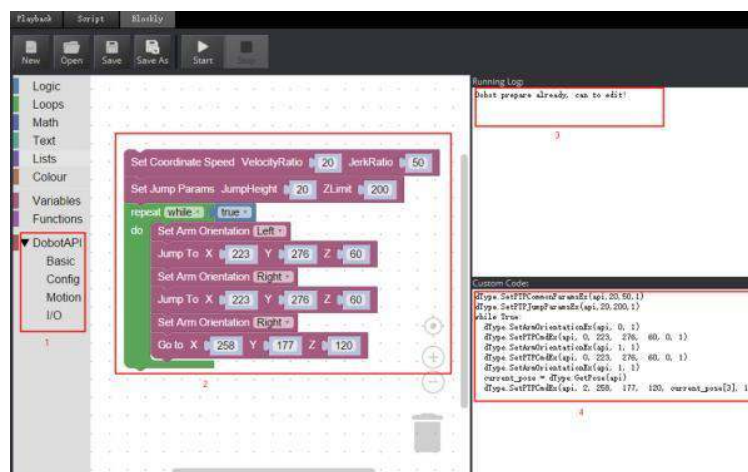 Playback Script Blockly
New Open Save Save As Start Stop
Logic
Loops
Math
Text
Lists
Colour
Variables
Functions
DobotAPI
Basic
Config
Motion
I/O
1
Set Coordinate Speed VelocityRatio 20 JerkRatio 50
Set Jump Params JumpHeight 20 ZLimit 200
repeat while true
do Set Arm Orientation Left
Jump To X 223 Y 276 Z 60
Set Arm Orientation Right
Jump To X 223 Y 276 Z 60
Set Arm Orientation Right
Go to X 258 Y 177 Z 120
2
Running Log:
Dobot prepare already, can to edit!
3
Custom Code:
dType.SetPTPCommonParamsEx(api,20,50,1)
dType.SetPTPJumpParamsEx(api,20,200,1)
while True:
dType.SetArmOrientationEx(api, 0, 1)
dType.SetPTPCmdEx(api, 0, 223, 276, 60, 0, 1)
dType.SetArmOrientationEx(api, 1, 1)
dType.SetPTPCmdEx(api, 0, 223, 276, 60, 0, 1)
dType.SetArmOrientationEx(api, 1, 1)
current_pose = dType.GetPose(api)
dType.SetPTPCmdEx(api, 2, 258, 177, 120, current_pose[3], 1
4